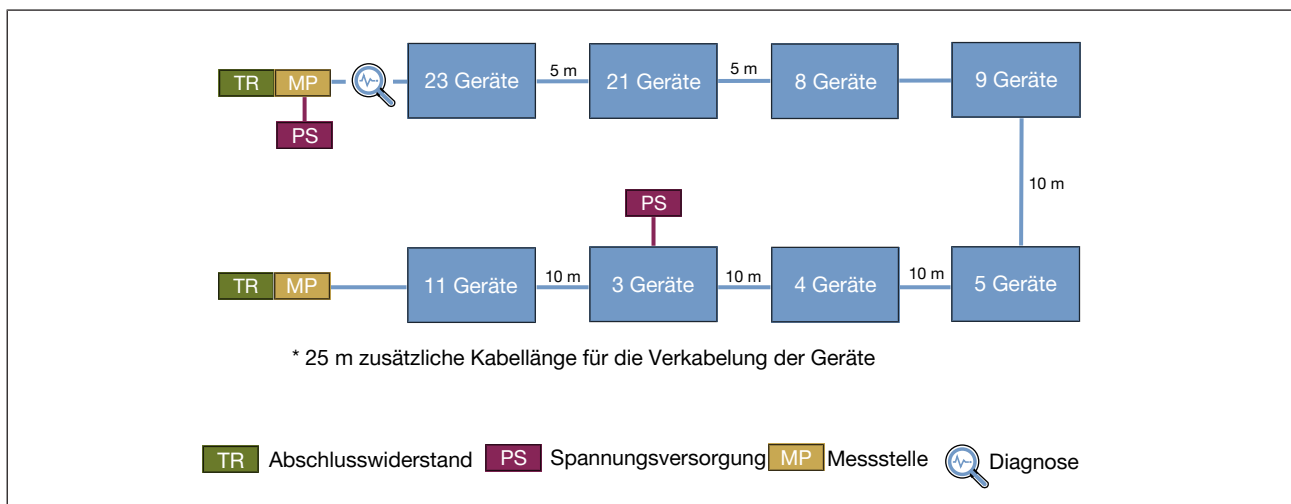 TR MP 23 Geräte 5 m 21 Geräte 5 m 8 Geräte 9 Geräte
PS
10 m
PS
TR MP 11 Geräte 10 m 3 Geräte 10 m 4 Geräte 10 m 5 Geräte
* 25 m zusätzliche Kabellänge für die Verkabelung der Geräte
TR Abschlusswiderstand PS Spannungsversorgung MP Messstelle Diagnose